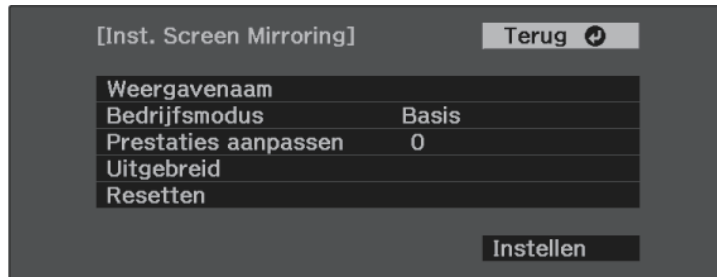 [Inst. Screen Mirroring] Terug
Weergavenaam
Bedrijfsmodus Basis
Prestaties aanpassen 0
Uitgebreid
Resetten
Instellen